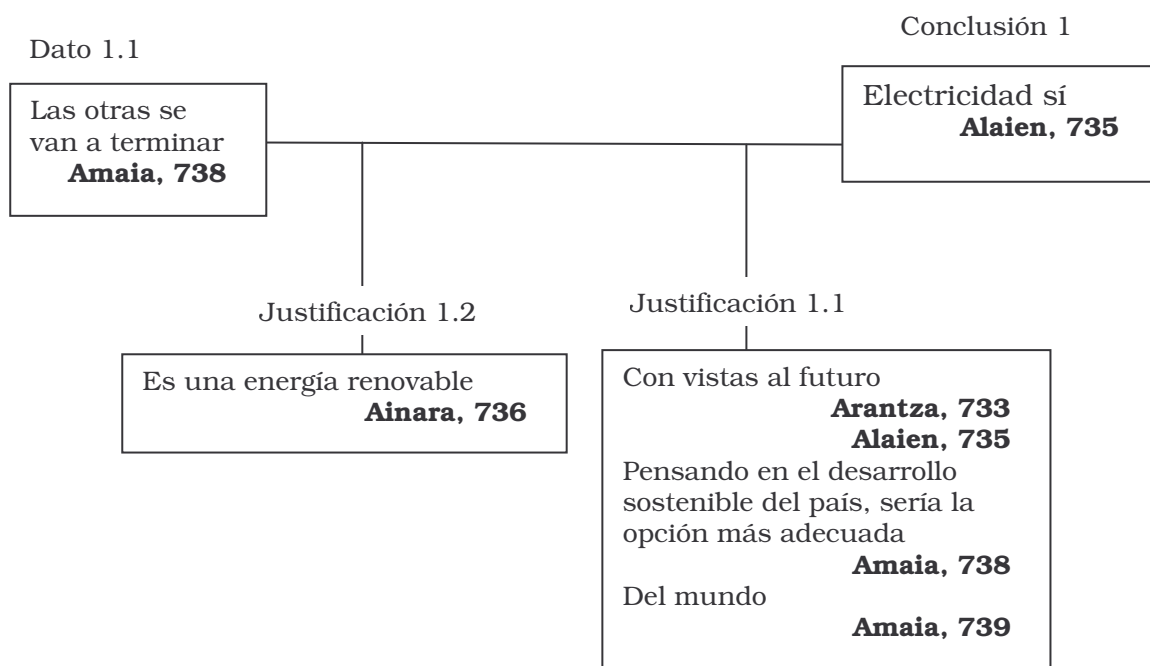 Dato 1.1
Conclusión 1
Las otras se
van a terminar
Amaia, 738
Electricidad sí
Alaien, 735
Justificación 1.2
Justificación 1.1
Es una energía renovable
Ainara, 736
Con vistas al futuro
Arantza, 733
Alaien, 735
Pensando en el desarrollo
sostenible del país, sería la
opción más adecuada
Amaia, 738
Del mundo
Amaia, 739